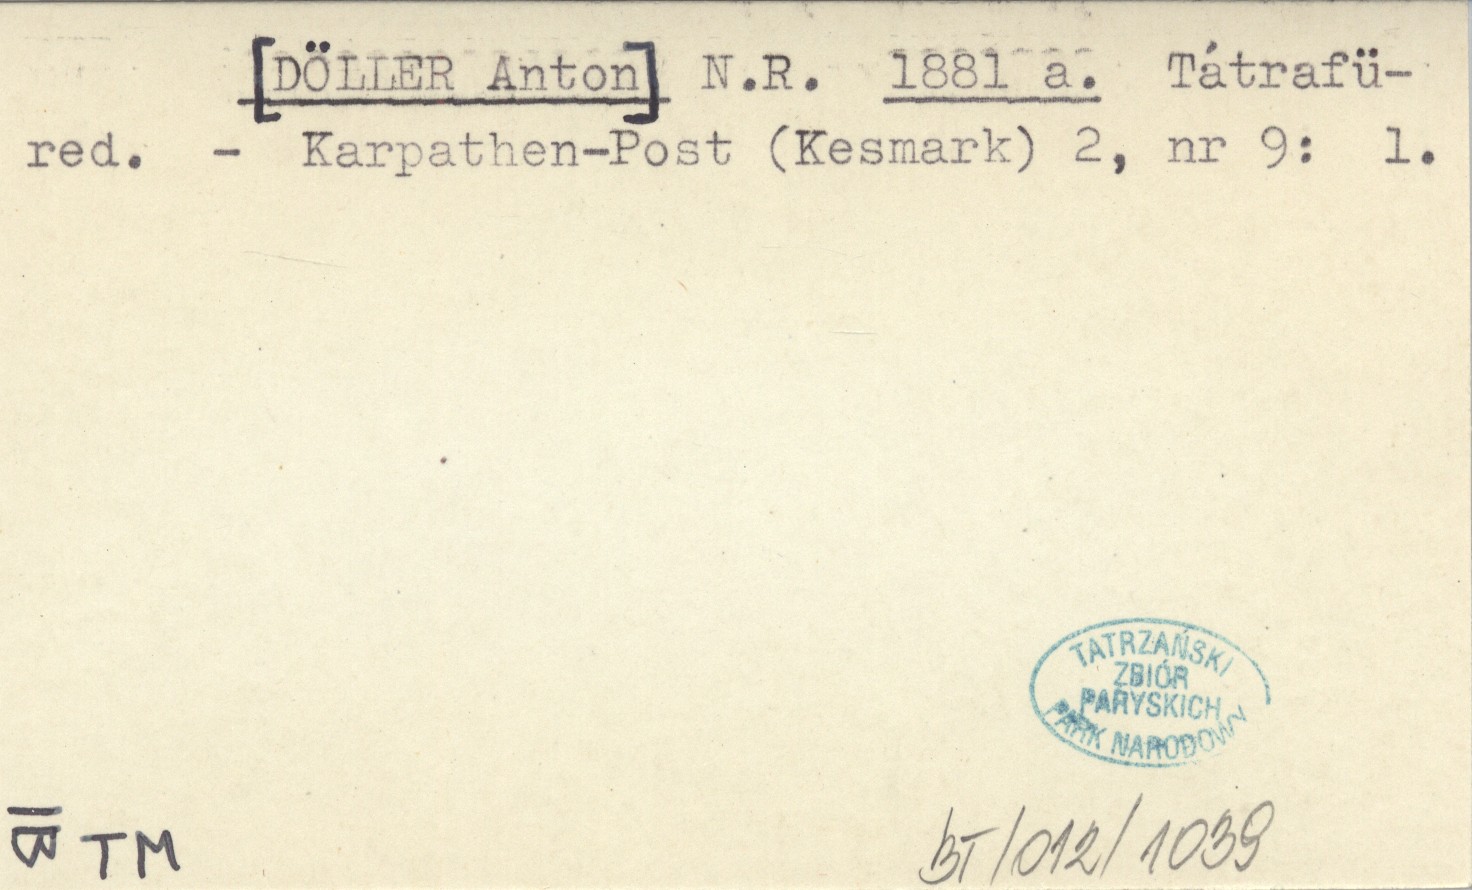 [DÖLLER Anton] N.R. 1881 a. Tátrafü-
red. - Karpathen-Post (Kesmark) 2, nr 9: 1.
TATRZAŃSKI
ZBIÓR
PARYSKICH
PARK NARODOWY
TM
BT/012/1039